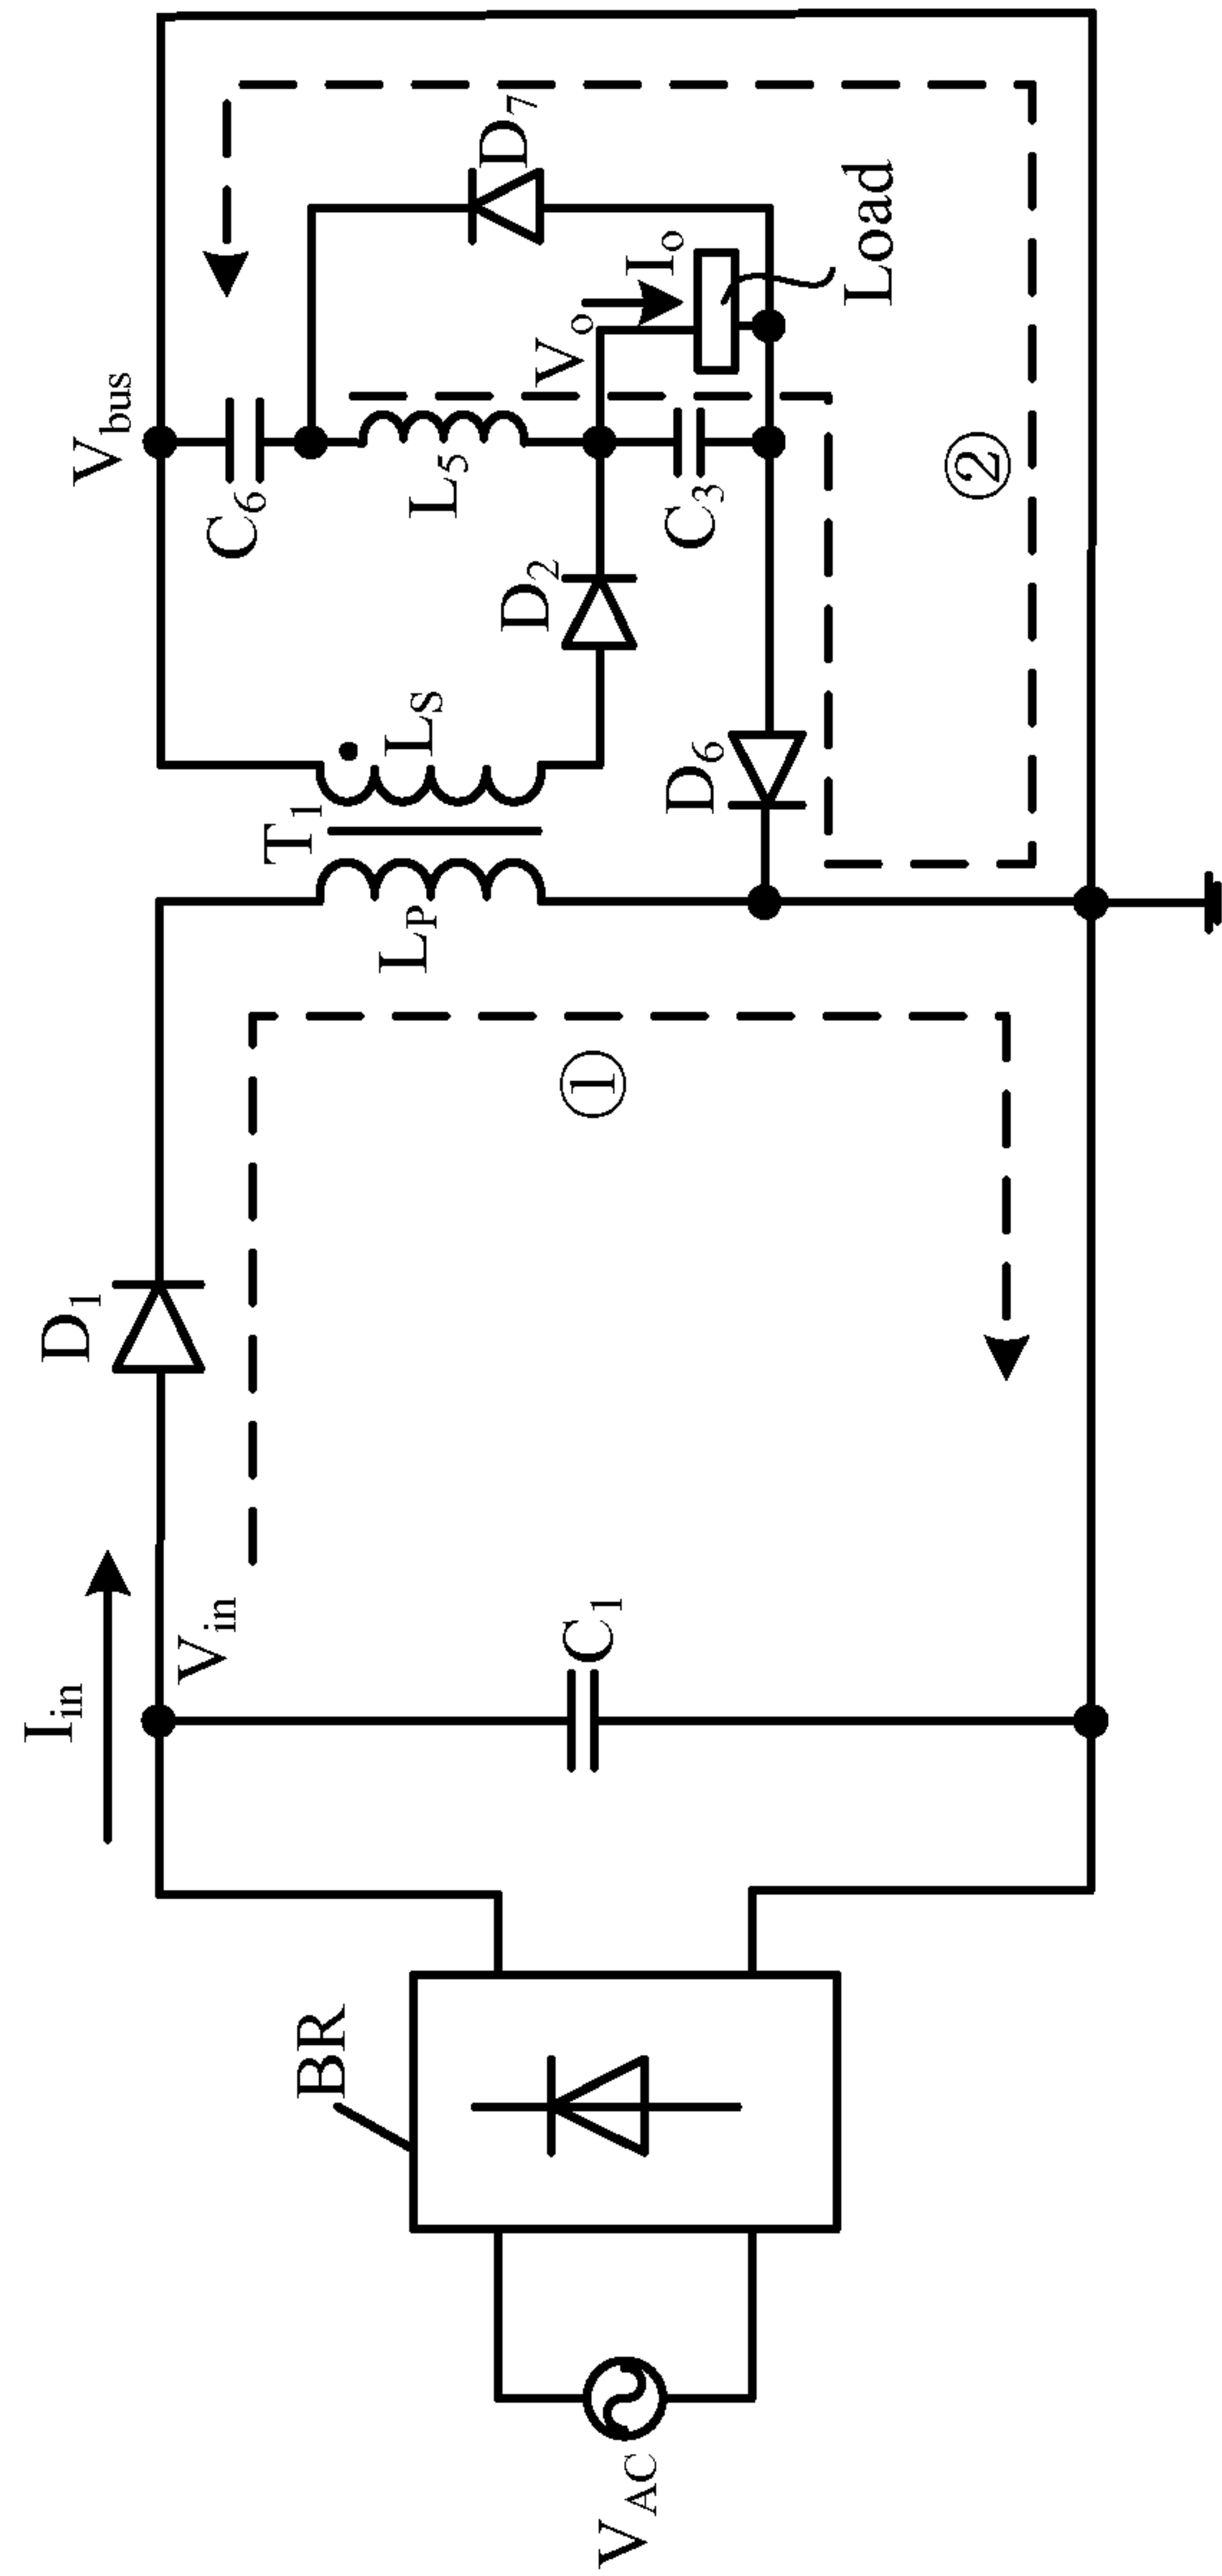 V_AC
BR
I_in
V_in
C_1
D_1
①
L_P
T_1
L_S
D_6
D_2
C_6
V_bus
L_5
C_3
V_o
I_o
D_7
Load
②